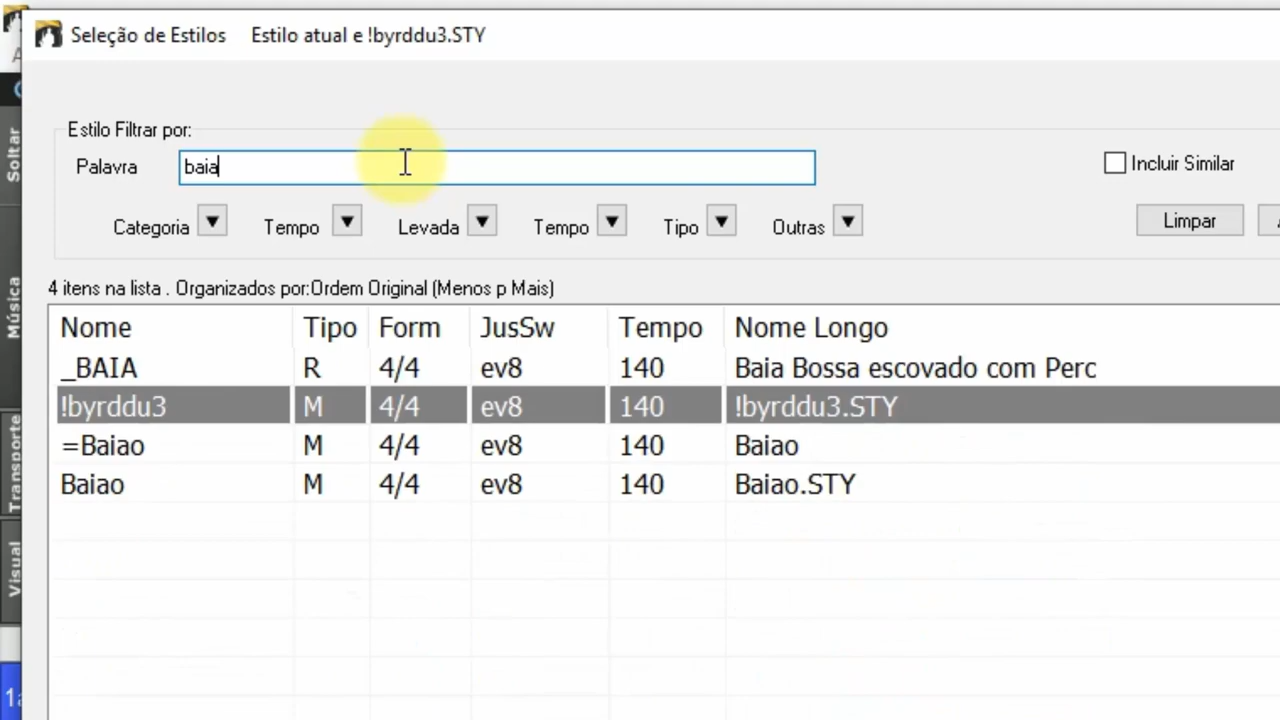 Seleção de Estilos Estilo atual e !byrddu3.STY
Estilo Filtrar por:
Palavra baia Incluir Similar
Categoria Tempo Levada Tempo Tipo Outras Limpar
4 itens na lista . Organizados por:Ordem Original (Menos p Mais)
Nome Tipo Form JusSw Tempo Nome Longo
_BAIA R 4/4 ev8 140 Baia Bossa escovado com Perc
!byrddu3 M 4/4 ev8 140 !byrddu3.STY
=Baiao M 4/4 ev8 140 Baiao
Baiao M 4/4 ev8 140 Baiao.STY
Soltar
Música
Transporte
Visual